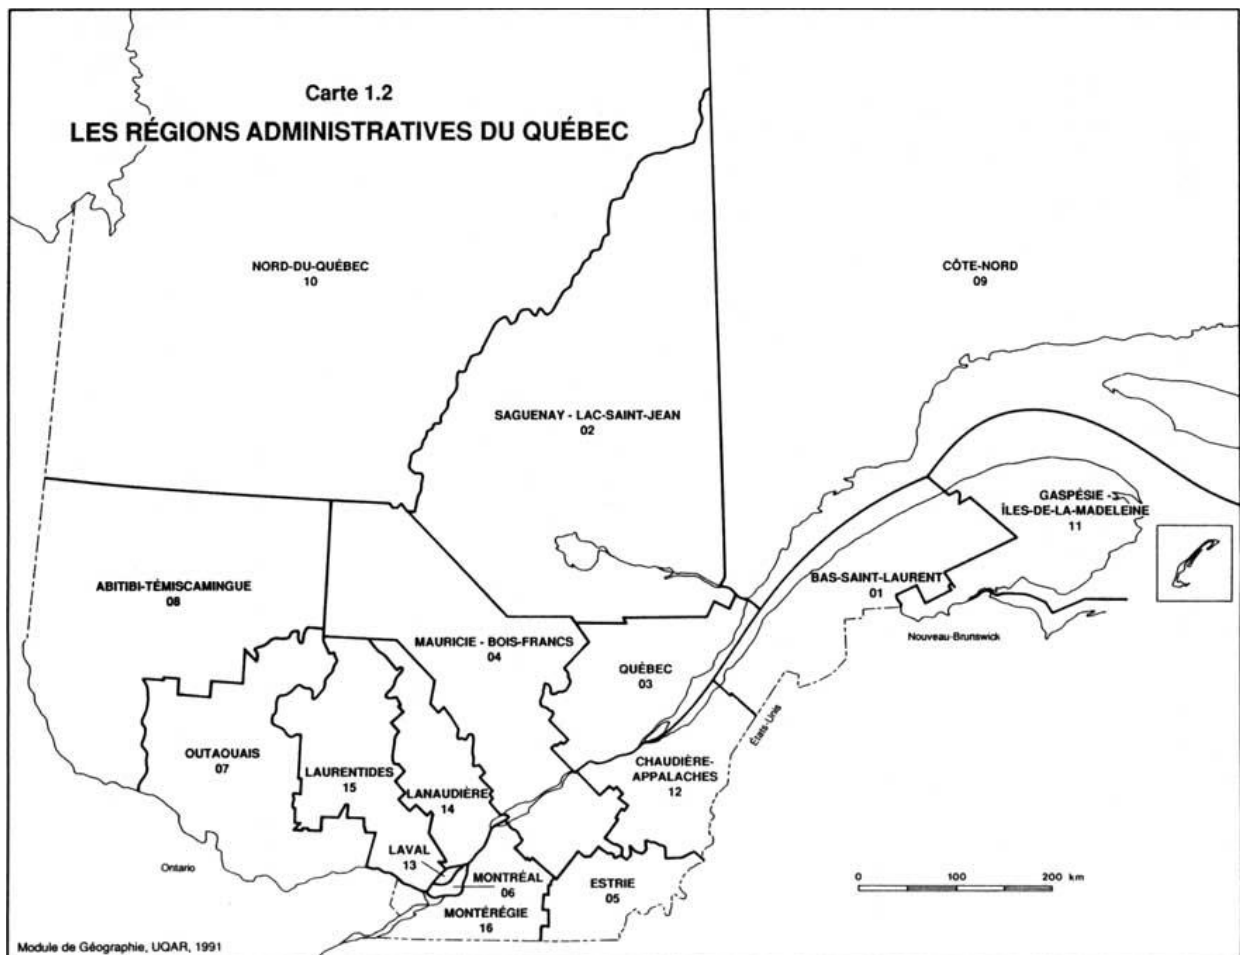 Carte 1.2
LES RÉGIONS ADMINISTRATIVES DU QUÉBEC
NORD-DU-QUÉBEC
10
CÔTE-NORD
09
SAGUENAY - LAC-SAINT-JEAN
02
GASPÉSIE -
ÎLES-DE-LA-MADELEINE
11
ABITIBI-TÉMISCAMINGUE
08
BAS-SAINT-LAURENT
01
Nouveau-Brunswick
MAURICIE - BOIS-FRANCS
04
QUÉBEC
03
États-Unis
OUTAOUAIS
07
LAURENTIDES
15
LANAUDIÈRE
14
CHAUDIÈRE-
APPALACHES
12
LAVAL
13
Ontario
MONTRÉAL
06
ESTRIE
05
MONTÉRÉGIE
16
0 100 200 km
Module de Géographie, UQAR, 1991